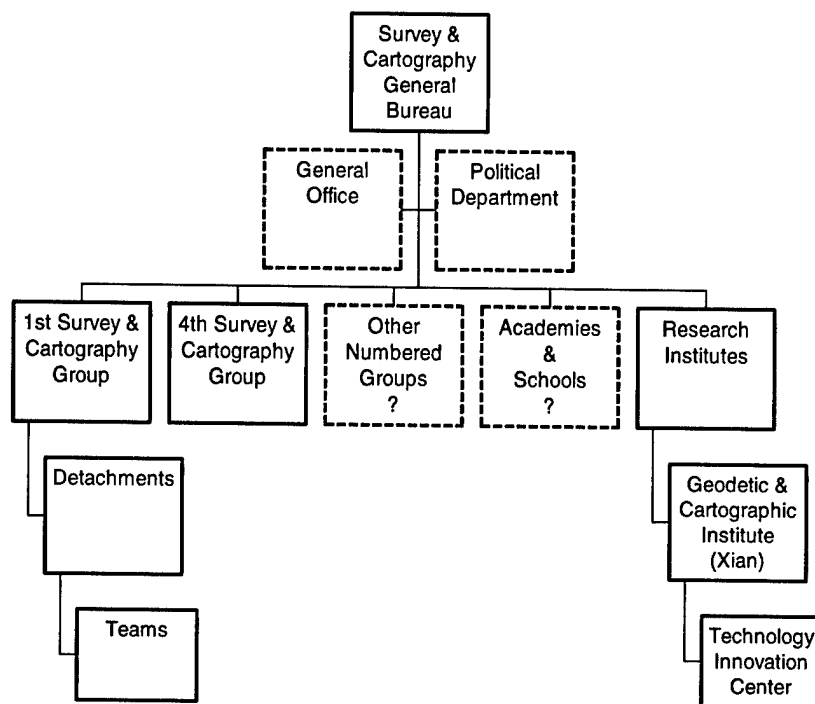 Survey &
Cartography
General
Bureau
General
Office
Political
Department
1st Survey &
Cartography
Group
4th Survey &
Cartography
Group
Other
Numbered
Groups
?
Academies
&
Schools
?
Research
Institutes
Detachments
Teams
Geodetic &
Cartographic
Institute
(Xian)
Technology
Innovation
Center